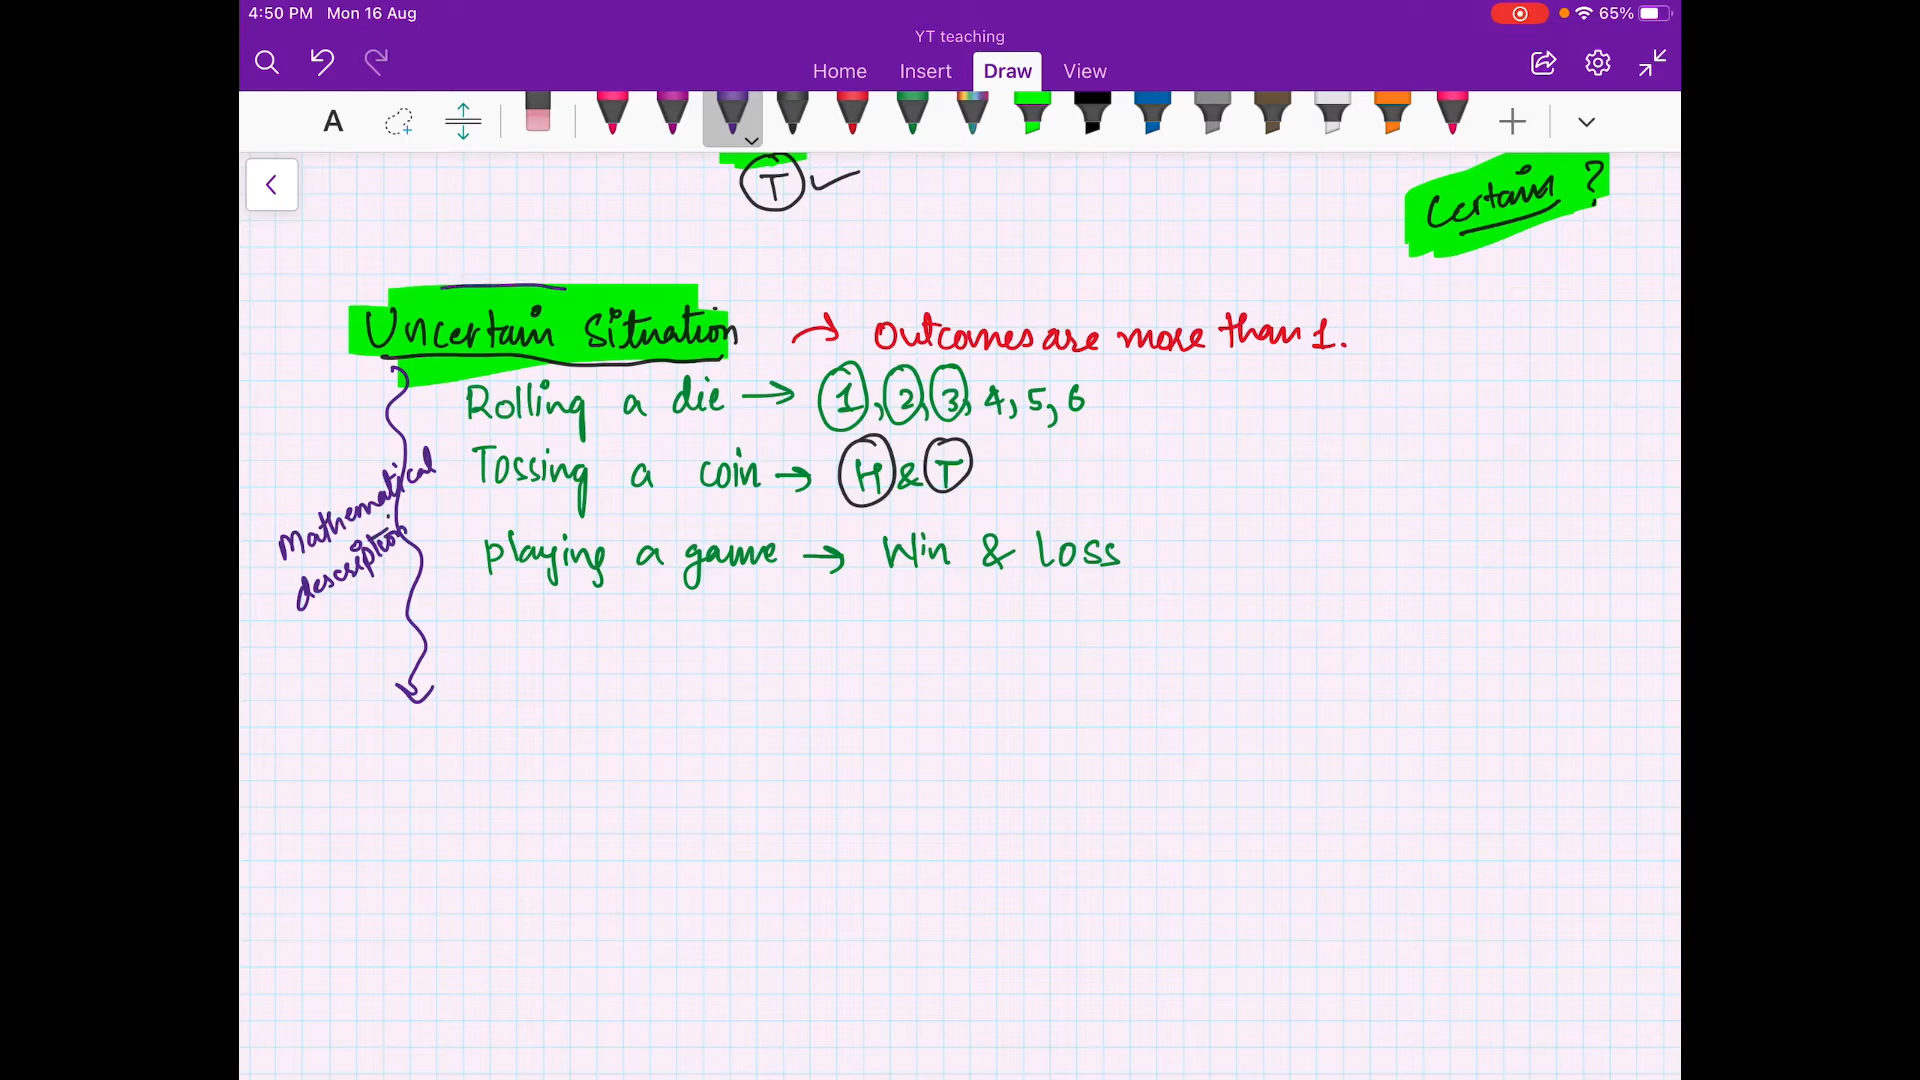 4:50 PM Mon 16 Aug
65%
YT teaching
Home Insert Draw View
A
T
Certain ?
Uncertain Situation → Outcomes are more than 1.
Rolling a die → 1, 2, 3, 4, 5, 6
Tossing a coin → H & T
Mathematical description
playing a game → Win & Loss